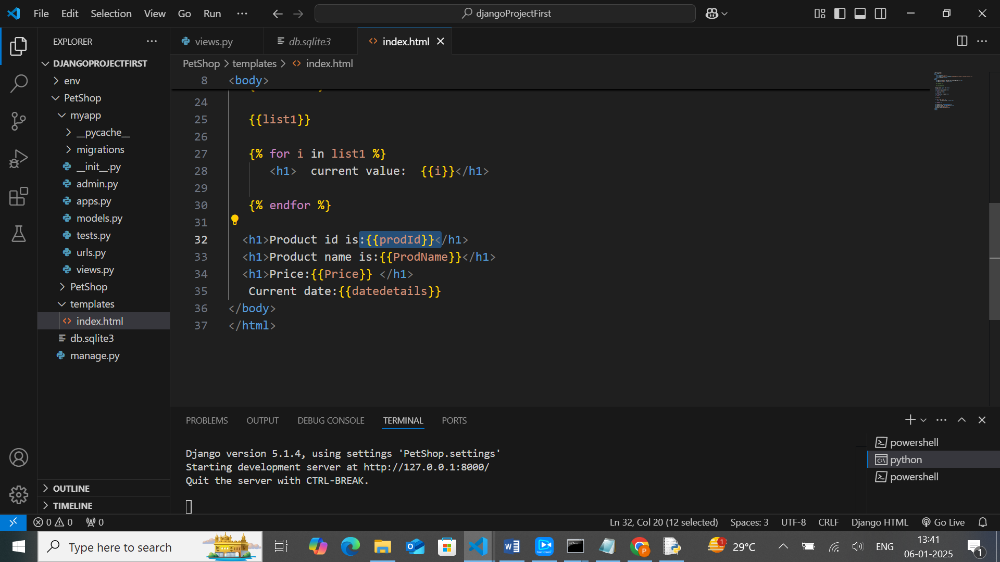 File Edit Selection View Go Run ··· djangoProjectFirst
EXPLORER
DJANGOPROJECTFIRST
env
PetShop
myapp
__pycache__
migrations
__init__.py
admin.py
apps.py
models.py
tests.py
urls.py
views.py
PetShop
templates
index.html
db.sqlite3
manage.py
OUTLINE
TIMELINE
views.py db.sqlite3 index.html
PetShop > templates > index.html
8 <body>
24
25 {{list1}}
26
27 {% for i in list1 %}
28 <h1>  current value:  {{i}}</h1>
29
30 {% endfor %}
31
32 <h1>Product id is:{{prodId}}</h1>
33 <h1>Product name is:{{ProdName}}</h1>
34 <h1>Price:{{Price}} </h1>
35 Current date:{{datedetails}}
36 </body>
37 </html>
PROBLEMS OUTPUT DEBUG CONSOLE TERMINAL PORTS
Django version 5.1.4, using settings 'PetShop.settings'
Starting development server at http://127.0.0.1:8000/
Quit the server with CTRL-BREAK.
powershell
python
powershell
0 0 0 Ln 32, Col 20 (12 selected) Spaces: 3 UTF-8 CRLF Django HTML Go Live
Type here to search
1 29°C ENG
13:41
06-01-2025
1